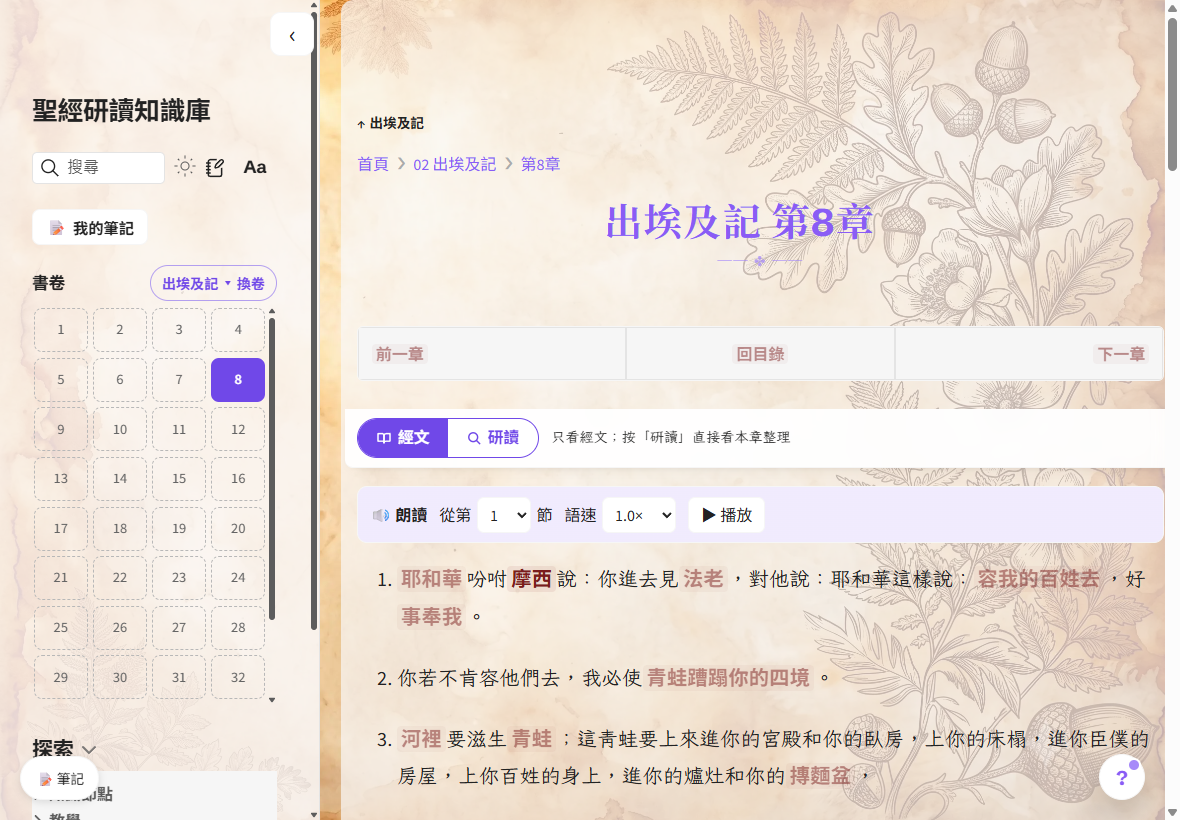 ‹
聖經研讀知識庫
搜尋
Aa
我的筆記
書卷
出埃及記 ▾ 換卷
1 2 3 4
5 6 7 8
9 10 11 12
13 14 15 16
17 18 19 20
21 22 23 24
25 26 27 28
29 30 31 32
探索
筆記
教學
↑ 出埃及記
首頁 > 02 出埃及記 > 第8章
出埃及記 第8章
前一章 回目錄 下一章
經文 研讀 只看經文；按「研讀」直接看本章整理
朗讀 從第 1 節 語速 1.0× ▶ 播放
1. 耶和華吩咐摩西說：你進去見法老，對他說：耶和華這樣說：容我的百姓去，好
事奉我。
2. 你若不肯容他們去，我必使青蛙蹧蹋你的四境。
3. 河裡要滋生青蛙；這青蛙要上來進你的宮殿和你的臥房，上你的床榻，進你臣僕的
房屋，上你百姓的身上，進你的爐灶和你的摶麵盆，
?